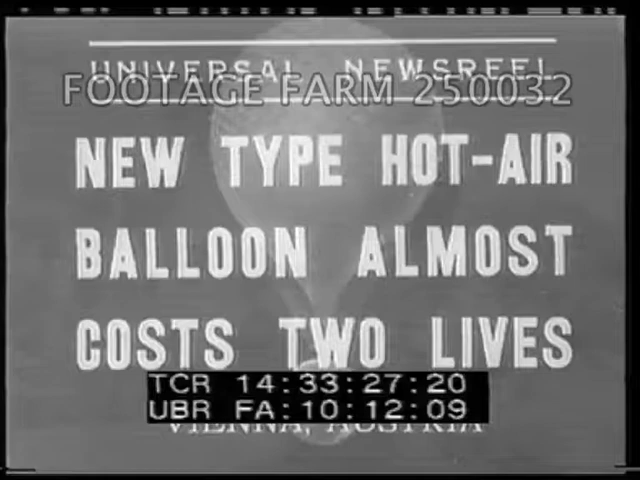 UNIVERSAL NEWSREEL
FOOTAGE FARM 250032
NEW TYPE HOT-AIR
BALLOON ALMOST
COSTS TWO LIVES
TCR 14:33:27:20
UBR FA:10:12:09
VIENNA, AUSTRIA